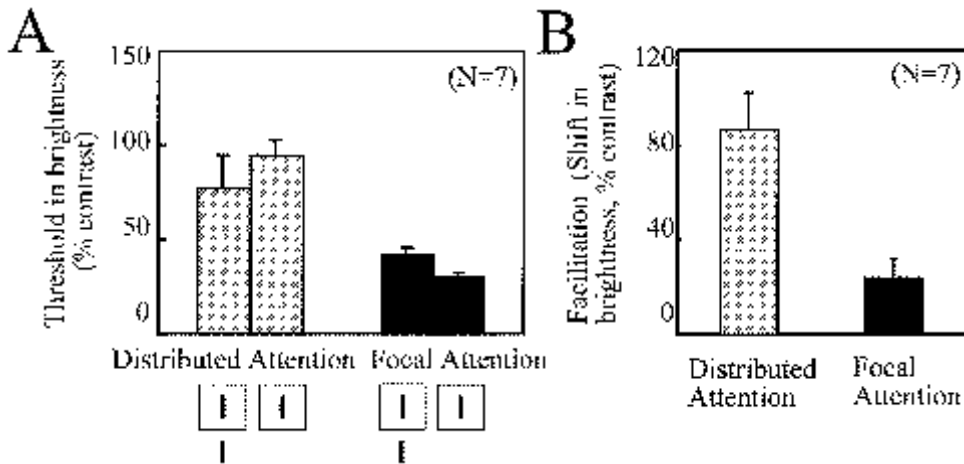 A
Threshold in brightness
(% contrast)
150
100
50
0
(N=7)
Distributed Attention
Focal Attention
B
Facilitation (Shift in
brightness, % contrast)
120
80
40
0
(N=7)
Distributed
Attention
Focal
Attention